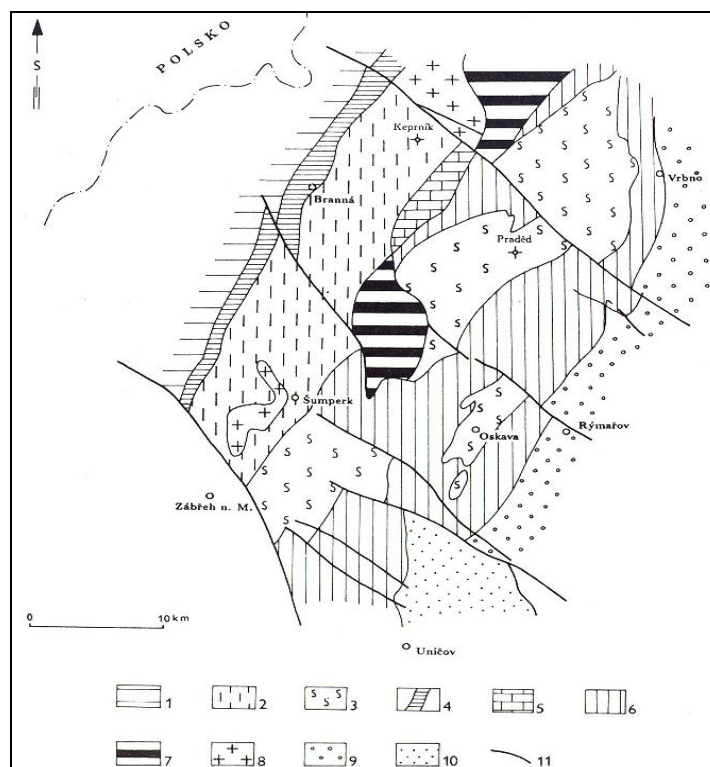 POLSKO
S
Keprník
Branná
Vrbno
Praděd
Šumperk
Rýmařov
Oskava
Zábřeh n. M.
0 10 km
Uničov
1 2 3 4 5 6
7 8 9 10 11